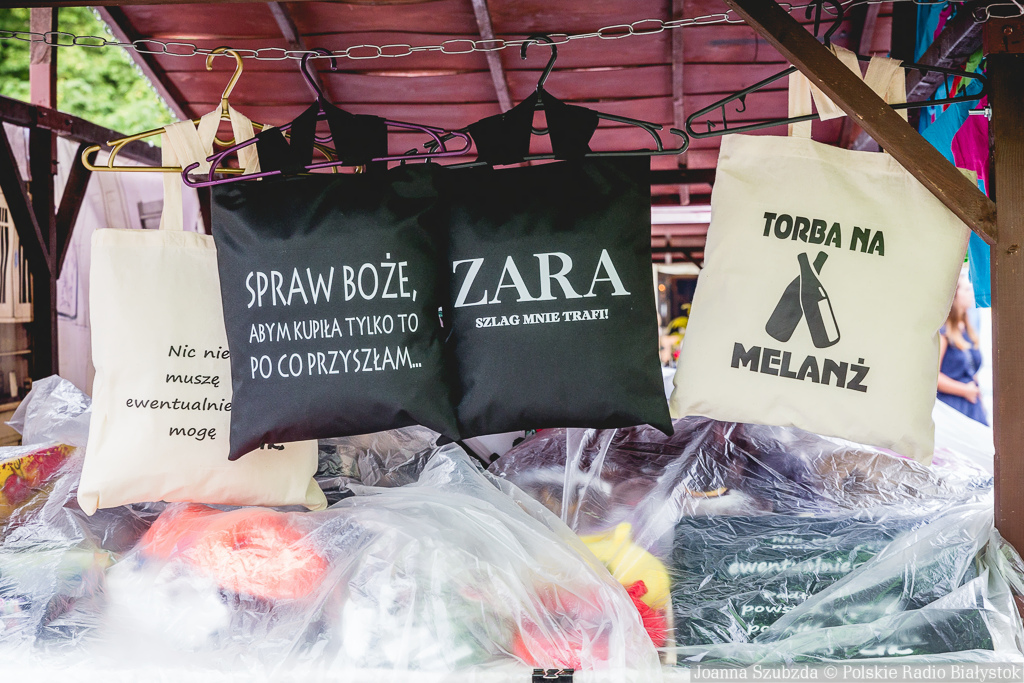 Nic nie
muszę
ewentualnie
mogę
SPRAW BOŻE,
ABYM KUPIŁA TYLKO TO
PO CO PRZYSZŁAM...
ZARA
SZLAG MNIE TRAFI!
TORBA NA
MELANŻ
ewentualnie
Joanna Szubzda © Polskie Radio Białystok